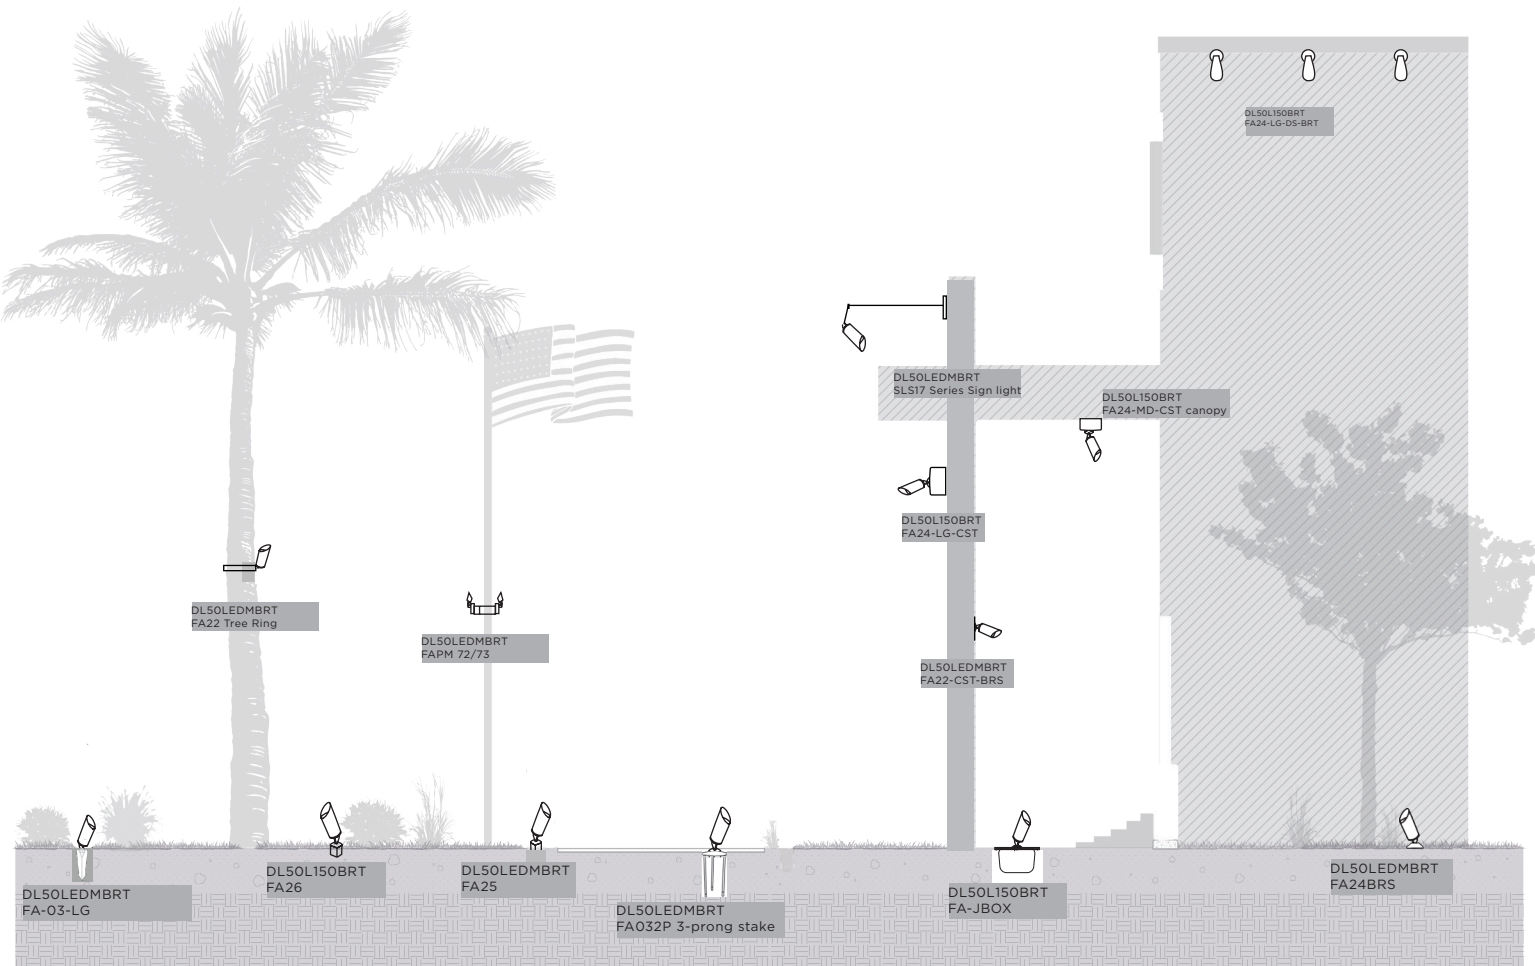 DL50L150BRT
FA24-LG-DS-BRT
DL50LEDMBRT
SLS17 Series Sign light
DL50L150BRT
FA24-MD-CST canopy
DL50L150BRT
FA24-LG-CST
DL50LEDMBRT
FA22 Tree Ring
DL50LEDMBRT
FAPM 72/73
DL50LEDMBRT
FA22-CST-BRS
DL50LEDMBRT
FA-03-LG
DL50L150BRT
FA26
DL50LEDMBRT
FA25
DL50LEDMBRT
FA032P 3-prong stake
DL50L150BRT
FA-JBOX
DL50LEDMBRT
FA24BRS